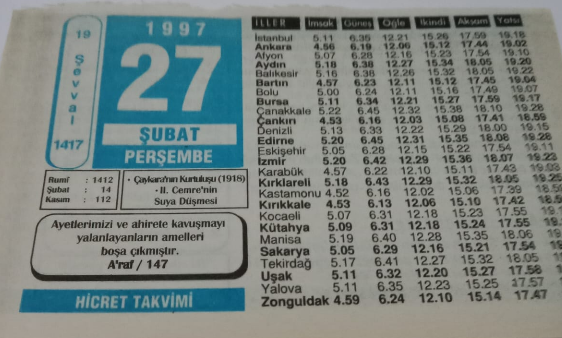 1997
19
Şevval
1417
27
ŞUBAT
PERŞEMBE
Rumî : 1412
Şubat : 14
Kasım : 112
· Çaykara'nın Kurtuluşu (1918)
· II. Cemre'nin
Suya Düşmesi
Ayetlerimizi ve ahirete kavuşmayı
yalanlayanların amelleri
boşa çıkmıştır.
A'raf / 147
HİCRET TAKVİMİ
İLLER İmsak Güneş Öğle İkindi Akşam Yatsı
İstanbul 5.11 6.35 12.21 15.26 17.59 19.18
Ankara 4.56 6.19 12.06 15.12 17.44 19.02
Afyon 5.07 6.28 12.16 15.23 17.54 19.10
Aydın 5.18 6.38 12.27 15.34 18.05 19.20
Balıkesir 5.16 6.38 12.26 15.32 18.05 19.22
Bartın 4.57 6.23 12.11 15.12 17.45 19.04
Bolu 5.00 6.24 12.11 15.16 17.49 19.07
Bursa 5.11 6.34 12.21 15.27 17.59 19.17
Çanakkale 5.22 6.45 12.32 15.38 18.10 19.28
Çankırı 4.53 6.16 12.03 15.08 17.41 18.59
Denizli 5.13 6.33 12.22 15.29 18.00 19.15
Edirne 5.20 6.45 12.31 15.35 18.08 19.28
Eskişehir 5.05 6.28 12.15 15.22 17.54 19.11
İzmir 5.20 6.42 12.29 15.36 18.07 19.23
Karabük 4.57 6.22 12.10 15.11 17.43 19.03
Kırklareli 5.18 6.43 12.29 15.32 18.05 19.25
Kastamonu 4.52 6.16 12.02 15.06 17.39 18.5
Kırıkkale 4.53 6.13 12.06 15.10 17.42 18.5
Kocaeli 5.07 6.31 12.18 15.23 17.55 19.
Kütahya 5.09 6.31 12.18 15.24 17.55 19.
Manisa 5.19 6.40 12.28 15.35 18.06 19.
Sakarya 5.05 6.29 12.16 15.21 17.54 19
Tekirdağ 5.17 6.41 12.27 15.32 18.05 1
Uşak 5.11 6.32 12.20 15.27 17.58
Yalova 5.11 6.35 12.23 15.25 17.57
Zonguldak 4.59 6.24 12.10 15.14 17.47